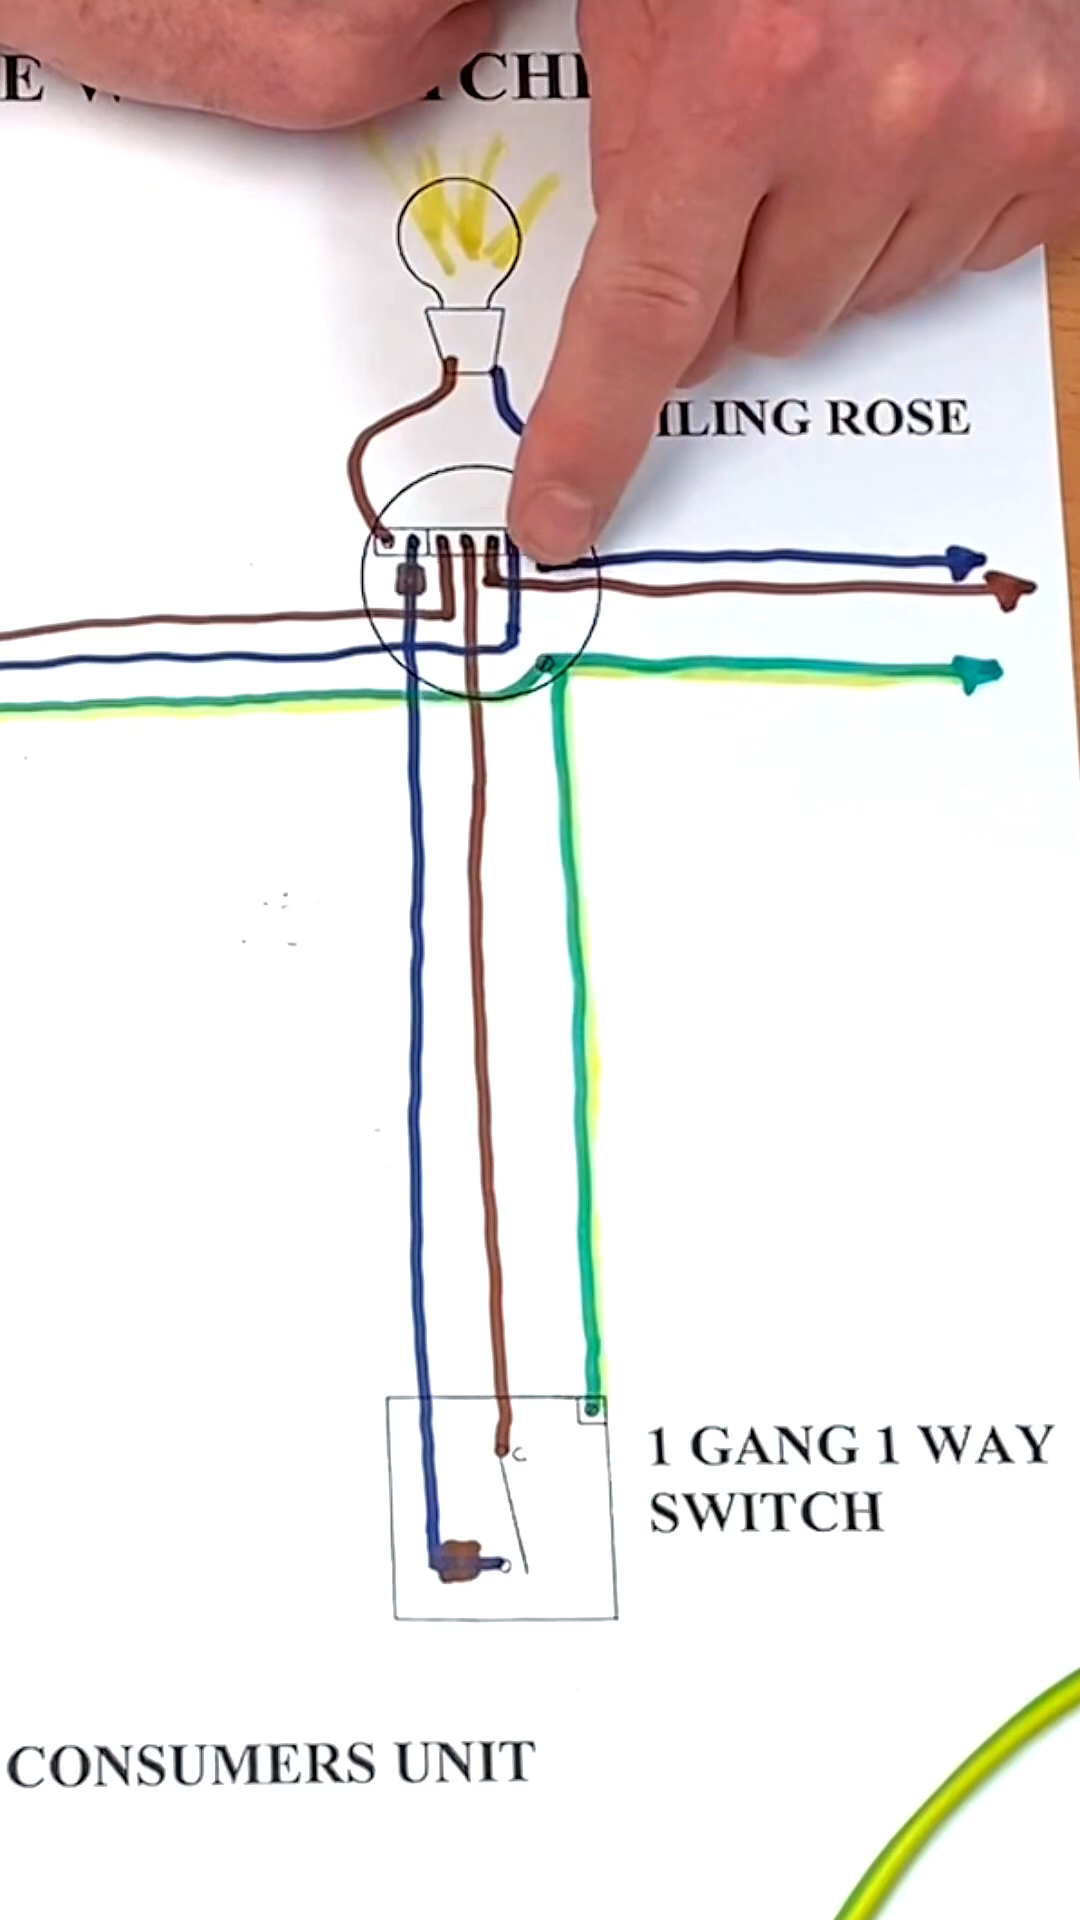 ILING ROSE
C
1 GANG 1 WAY
SWITCH
CONSUMERS UNIT